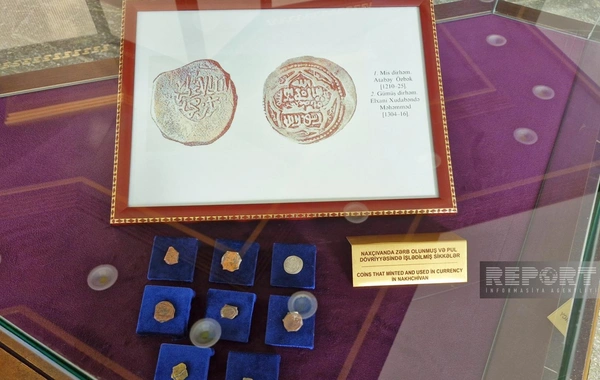 1. Mis dirham.
Atabəy Özbək
[1210-25]
2. Gümüş dirham.
Elxani Xudabəndə
Məhəmməd
[1304-16]
NAXÇIVANDA ZƏRB OLUNMUŞ VƏ PUL
DÖVRİYYƏSİNDƏ İŞLƏDİLMİŞ SİKKƏLƏR
COINS THAT MINTED AND USED IN CURRENCY
IN NAKHCHIVAN
REPORT
İNFORMASİYA AGENTLİYİ